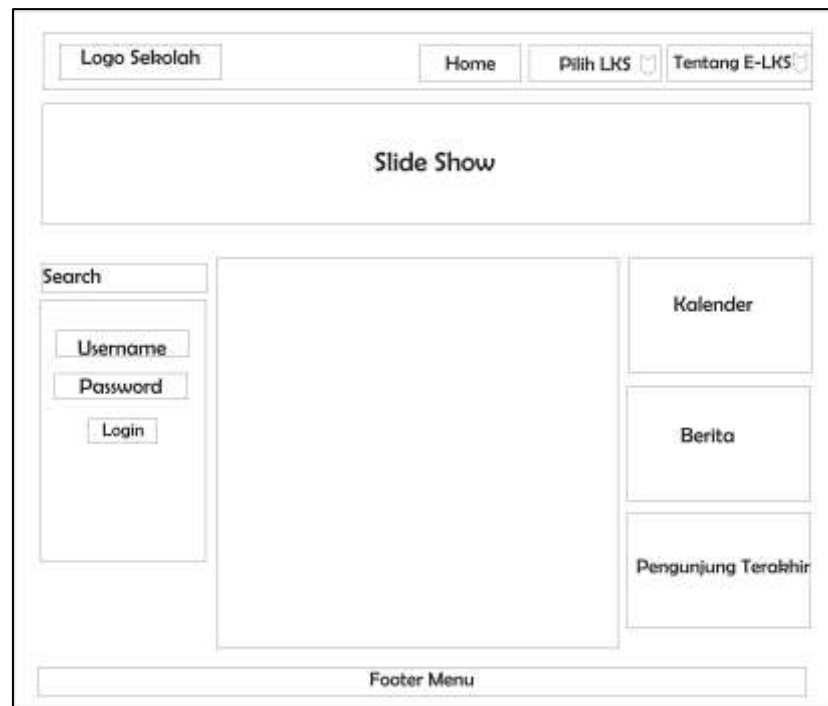 Logo Sekolah
Home
Pilih LKS
Tentang E-LKS
Slide Show
Search
Username
Password
Login
Kalender
Berita
Pengunjung Terakhir
Footer Menu